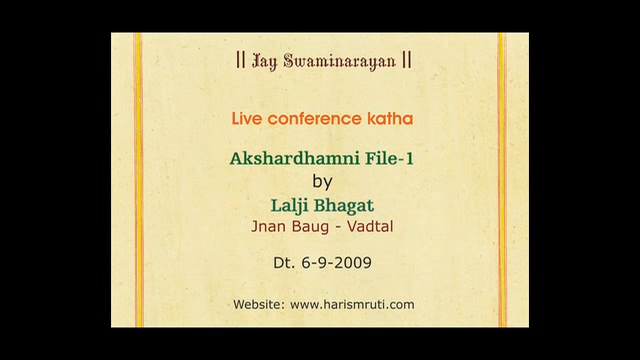 || Jay Swaminarayan ||
Live conference katha
Akshardhamni File-1
by
Lalji Bhagat
Jnan Baug - Vadtal
Dt. 6-9-2009
Website: www.harismruti.com